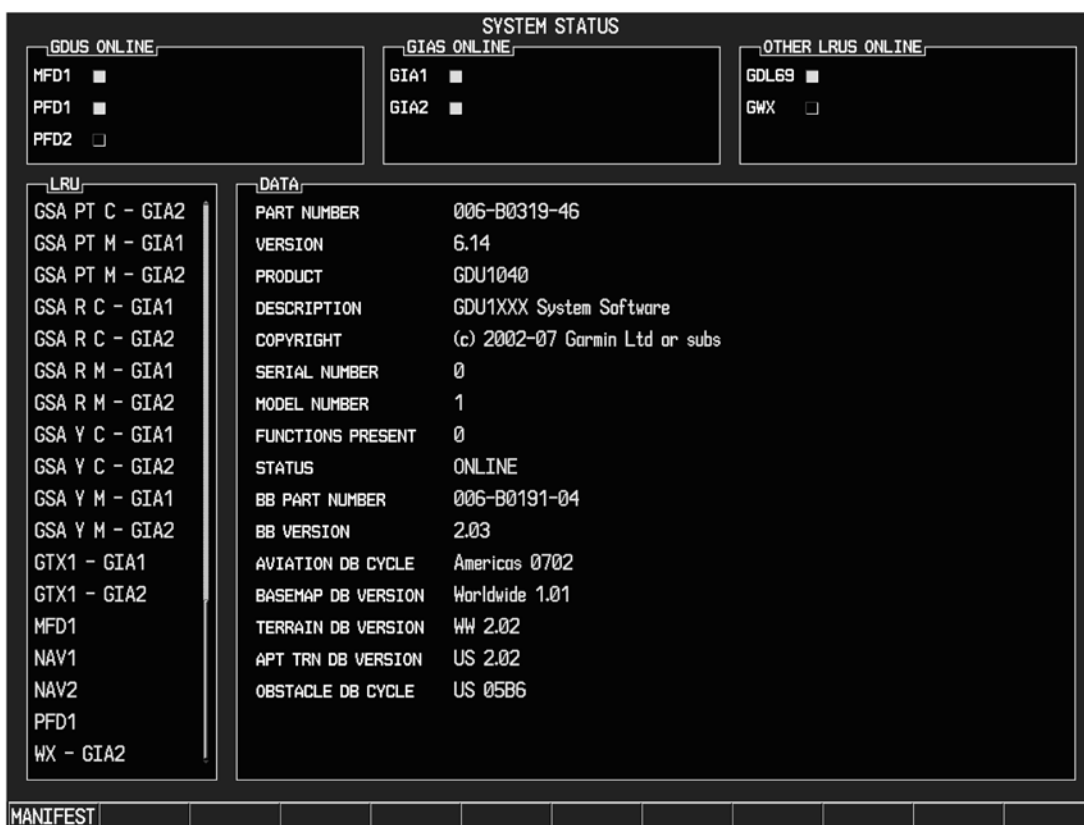 SYSTEM STATUS
GDUS ONLINE
MFD1
PFD1
PFD2
GIAS ONLINE
GIA1
GIA2
OTHER LRUS ONLINE
GDL69
GWX
LRU
GSA PT C – GIA2
GSA PT M – GIA1
GSA PT M – GIA2
GSA R C – GIA1
GSA R C – GIA2
GSA R M – GIA1
GSA R M – GIA2
GSA Y C – GIA1
GSA Y C – GIA2
GSA Y M – GIA1
GSA Y M – GIA2
GTX1 – GIA1
GTX1 – GIA2
MFD1
NAV1
NAV2
PFD1
WX – GIA2
DATA
PART NUMBER 006-B0319-46
VERSION 6.14
PRODUCT GDU1040
DESCRIPTION GDU1XXX System Software
COPYRIGHT (c) 2002-07 Garmin Ltd or subs
SERIAL NUMBER 0
MODEL NUMBER 1
FUNCTIONS PRESENT 0
STATUS ONLINE
BB PART NUMBER 006-B0191-04
BB VERSION 2.03
AVIATION DB CYCLE Americas 0702
BASEMAP DB VERSION Worldwide 1.01
TERRAIN DB VERSION WW 2.02
APT TRN DB VERSION US 2.02
OBSTACLE DB CYCLE US 05B6
MANIFEST